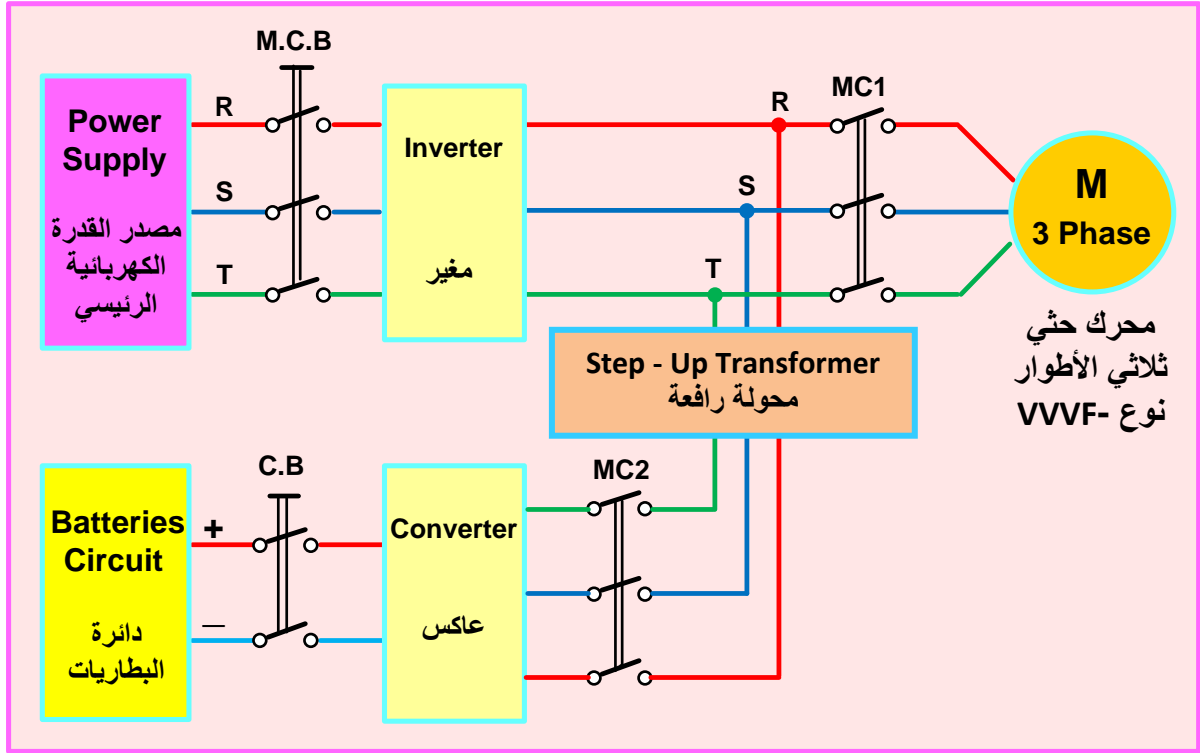 M.C.B
Power
Supply
مصدر القدرة
الكهربائية
الرئيسي
R
S
T
Inverter
مغير
R
S
T
MC1
M
3 Phase
محرك حثي
ثلاثي الأطوار
نوع -VVVF
Step - Up Transformer
محولة رافعة
C.B
Batteries
Circuit
دائرة
البطاريات
+
—
Converter
عاكس
MC2